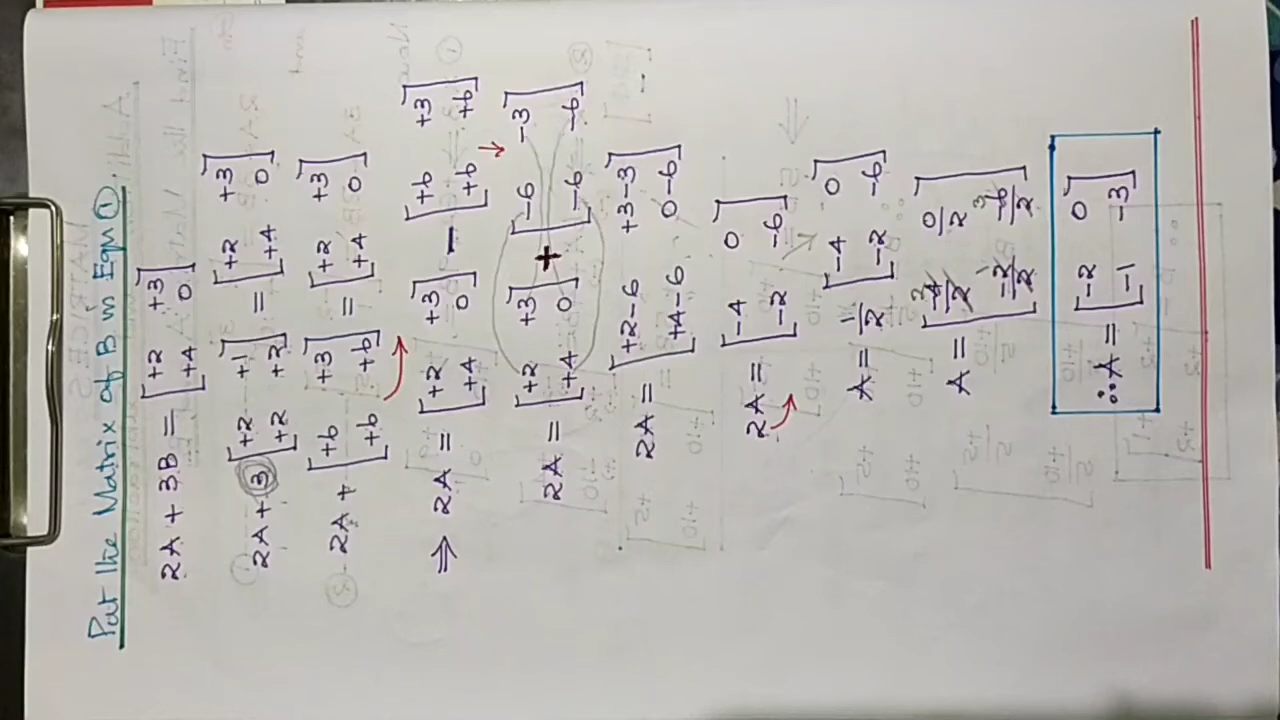 Put the Matrix of B in Equn ①.
2A + 3B = [+2 +3
+4 0]
2A + 3 [+2 +1
+2 +2] = [+2 +3
+4 0]
2A + [+6 +3
+6 +6] = [+2 +3
+4 0]
⇒ 2A = [+2 +3
+4 0] - [+6 +3
+6 +6]
2A = [+2 +3
+4 0] + [-6 -3
-6 -6]
2A = [+2-6 +3-3
+4-6 0-6]
2A = [-4 0
-2 -6]
A = 1/2 [-4 0
-2 -6]
A = [-4/2 0/2
-2/2 -6/2]
∴ A = [-2 0
-1 -3]